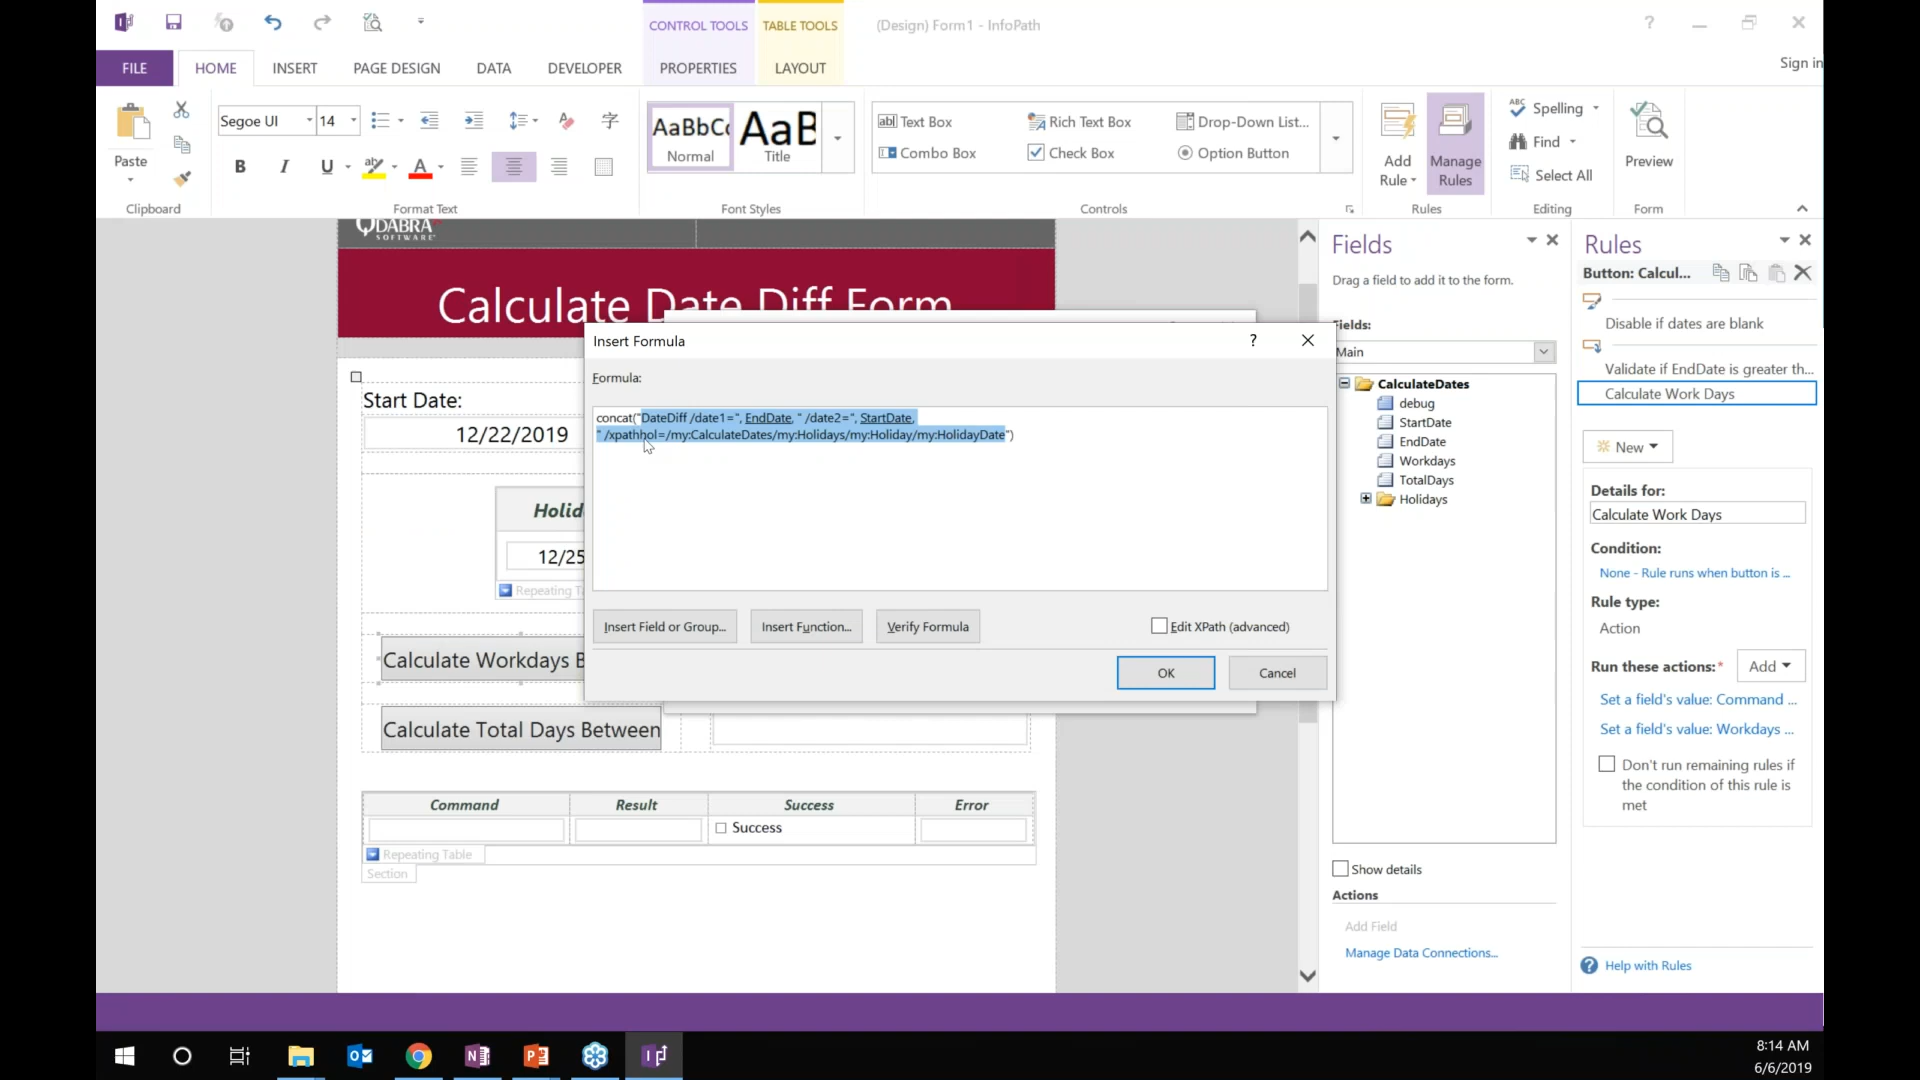 CONTROL TOOLS
TABLE TOOLS
(Design) Form1 - InfoPath
?
FILE
HOME
INSERT
PAGE DESIGN
DATA
DEVELOPER
PROPERTIES
LAYOUT
Sign in
Paste
Clipboard
Segoe UI
14
B I U A
Format Text
AaBbCc
Normal
AaB
Title
Font Styles
Text Box
Rich Text Box
Drop-Down List...
Combo Box
Check Box
Option Button
Controls
Add
Rule
Manage
Rules
Rules
Spelling
Find
Select All
Editing
Preview
Form
QDABRA
SOFTWARE
Calculate Date Diff Form
Start Date:
12/22/2019
Holid
12/25
Repeating T
Calculate Workdays B
Calculate Total Days Between
Command
Result
Success
Error
Success
Repeating Table
Section
Insert Formula
?
Formula:
concat("DateDiff /date1=", EndDate, " /date2=", StartDate,
" /xpathhol=/my:CalculateDates/my:Holidays/my:Holiday/my:HolidayDate")
Insert Field or Group...
Insert Function...
Verify Formula
Edit XPath (advanced)
OK
Cancel
Fields
Drag a field to add it to the form.
Fields:
Main
CalculateDates
debug
StartDate
EndDate
Workdays
TotalDays
Holidays
Show details
Actions
Add Field
Manage Data Connections...
Rules
Button: Calcul...
Disable if dates are blank
Validate if EndDate is greater th...
Calculate Work Days
New
Details for:
Calculate Work Days
Condition:
None - Rule runs when button is ...
Rule type:
Action
Run these actions:*
Add
Set a field's value: Command ...
Set a field's value: Workdays ...
Don't run remaining rules if
the condition of this rule is
met
Help with Rules
8:14 AM
6/6/2019